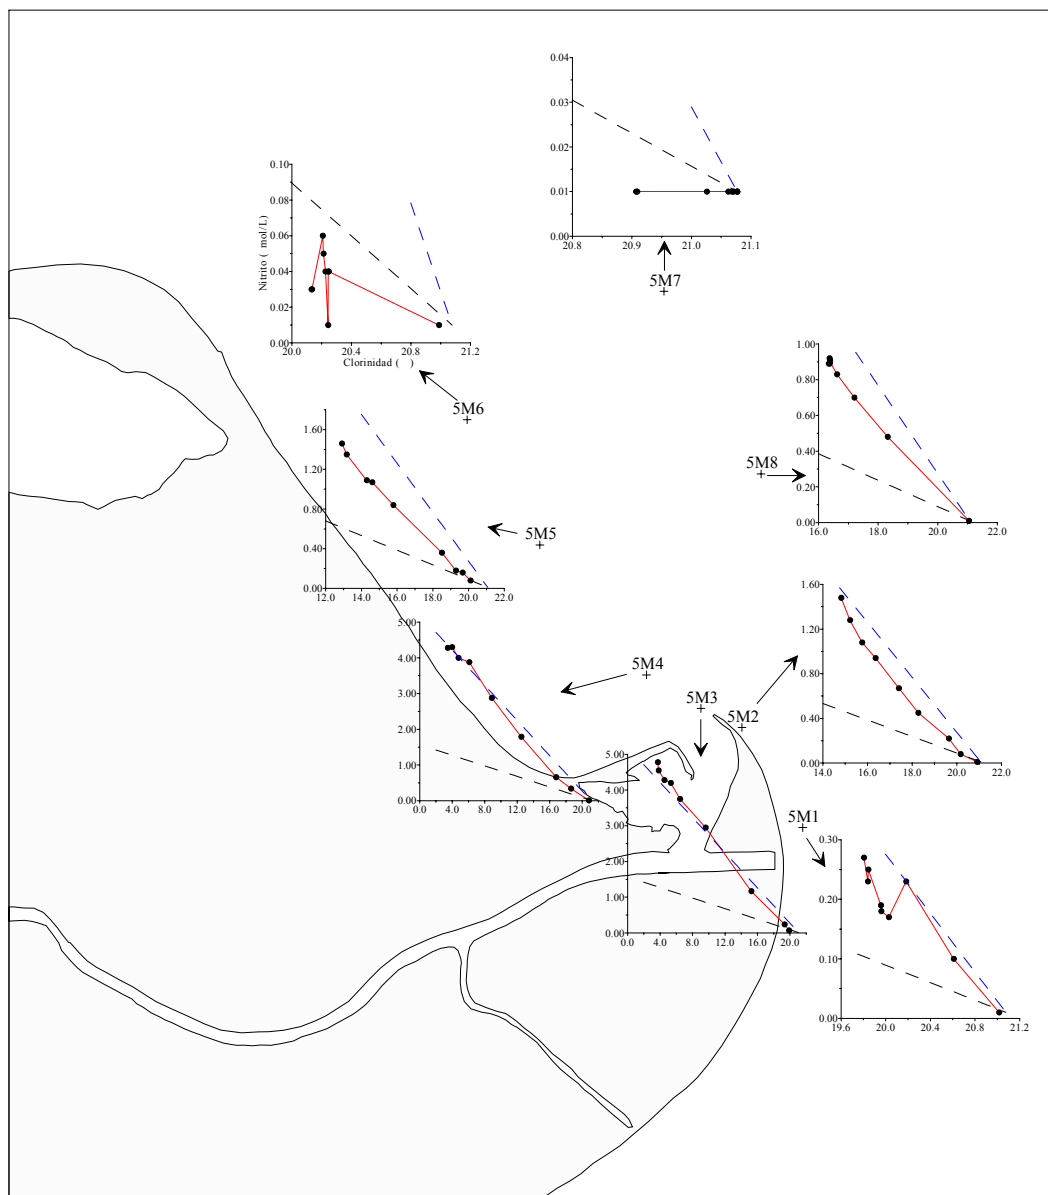 0.04
0.03
0.02
0.01
0.00
20.8 20.9 21.0 21.1
5M7
+
0.10
0.08
0.06
0.04
0.02
0.00
Nitrito ( mol/L)
20.0 20.4 20.8 21.2
Clorinidad ( )
5M6
+
1.00
0.80
0.60
0.40
0.20
0.00
16.0 18.0 20.0 22.0
5M8
+
1.60
1.20
0.80
0.40
0.00
12.0 14.0 16.0 18.0 20.0 22.0
5M5
+
1.60
1.20
0.80
0.40
0.00
14.0 16.0 18.0 20.0 22.0
5M2
+
5.00
4.00
3.00
2.00
1.00
0.00
0.0 4.0 8.0 12.0 16.0 20.0
5M4
+
5M3
+
5.00
4.00
3.00
2.00
1.00
0.00
0.0 4.0 8.0 12.0 16.0 20.0
5M1
+
0.30
0.20
0.10
0.00
19.6 20.0 20.4 20.8 21.2